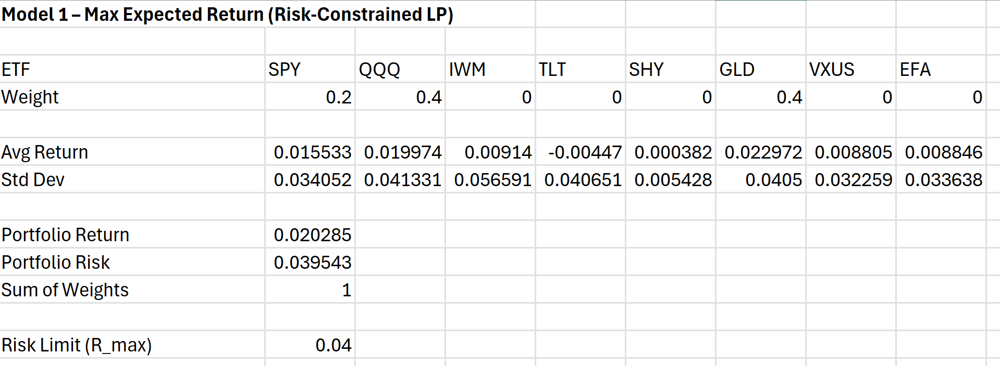 Model 1 – Max Expected Return (Risk-Constrained LP)
ETF SPY QQQ IWM TLT SHY GLD VXUS EFA
Weight 0.2 0.4 0 0 0 0.4 0 0
Avg Return 0.015533 0.019974 0.00914 -0.00447 0.000382 0.022972 0.008805 0.008846
Std Dev 0.034052 0.041331 0.056591 0.040651 0.005428 0.0405 0.032259 0.033638
Portfolio Return 0.020285
Portfolio Risk 0.039543
Sum of Weights 1
Risk Limit (R_max) 0.04